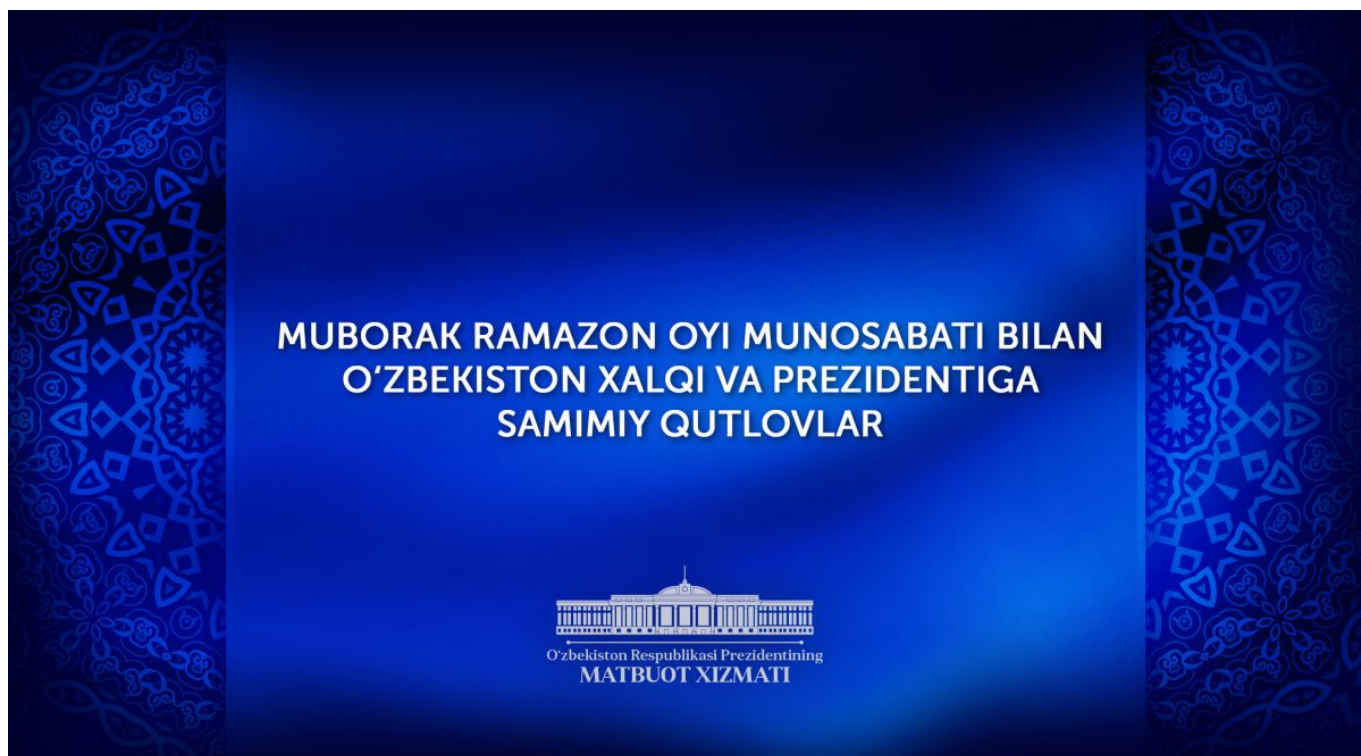 MUBORAK RAMAZON OYI MUNOSABATI BILAN
O‘ZBEKISTON XALQI VA PREZIDENTIGA
SAMIMIY QUTLOVLAR
O‘zbekiston Respublikasi Prezidentining
MATBUOT XIZMATI